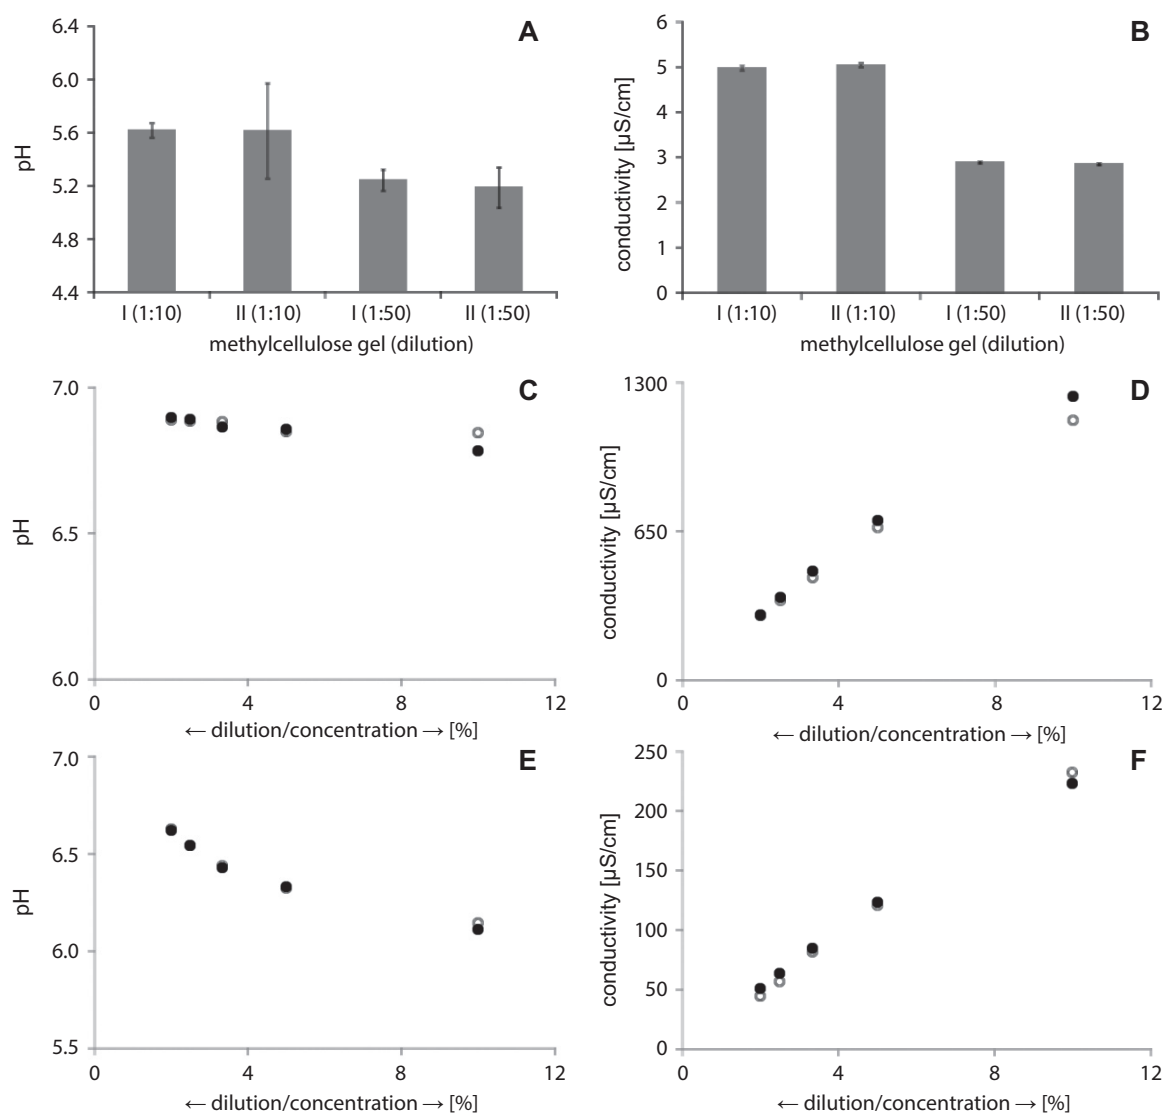 A
6.4
6.0
5.6
5.2
4.8
4.4
pH
I (1:10) II (1:10) I (1:50) II (1:50)
methylcellulose gel (dilution)
B
6
5
4
3
2
1
0
conductivity [µS/cm]
I (1:10) II (1:10) I (1:50) II (1:50)
methylcellulose gel (dilution)
C
7.0
6.5
6.0
pH
0 4 8 12
← dilution/concentration → [%]
D
1300
650
0
conductivity [µS/cm]
0 4 8 12
← dilution/concentration → [%]
E
7.0
6.5
6.0
5.5
pH
0 4 8 12
← dilution/concentration → [%]
F
250
200
150
100
50
0
conductivity [µS/cm]
0 4 8 12
← dilution/concentration → [%]